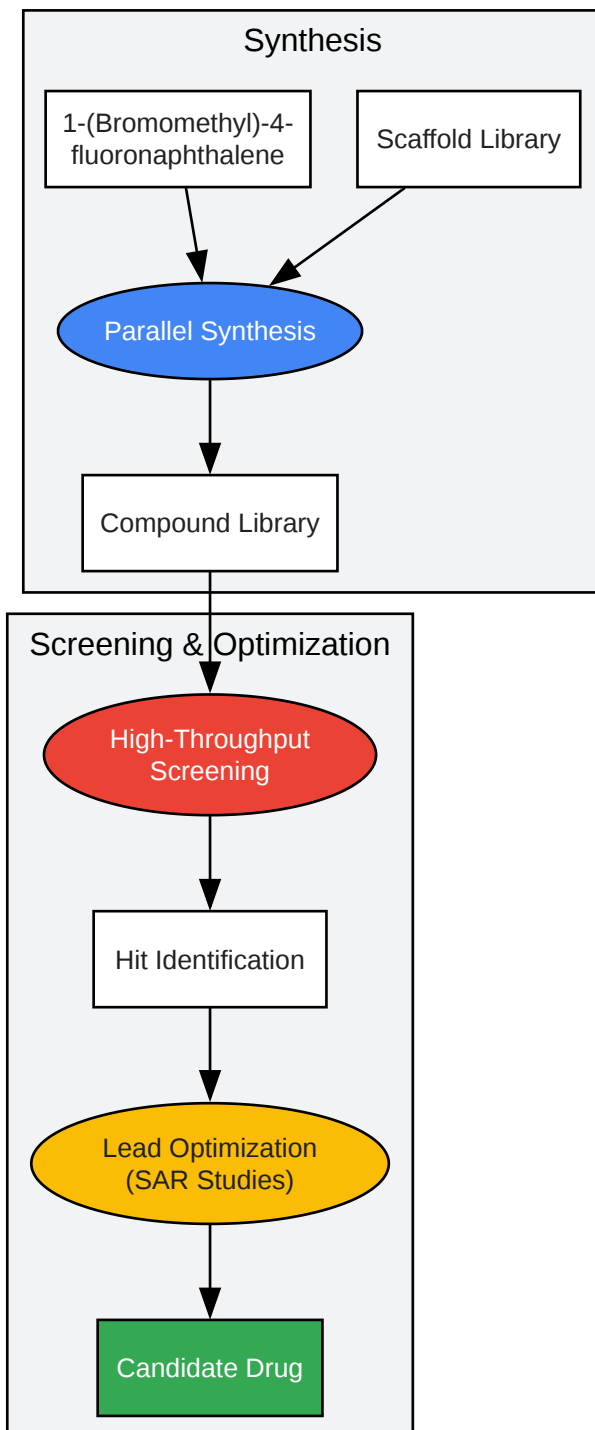 Synthesis
1-(Bromomethyl)-4-
fluoronaphthalene
Scaffold Library
Parallel Synthesis
Compound Library
Screening & Optimization
High-Throughput
Screening
Hit Identification
Lead Optimization
(SAR Studies)
Candidate Drug